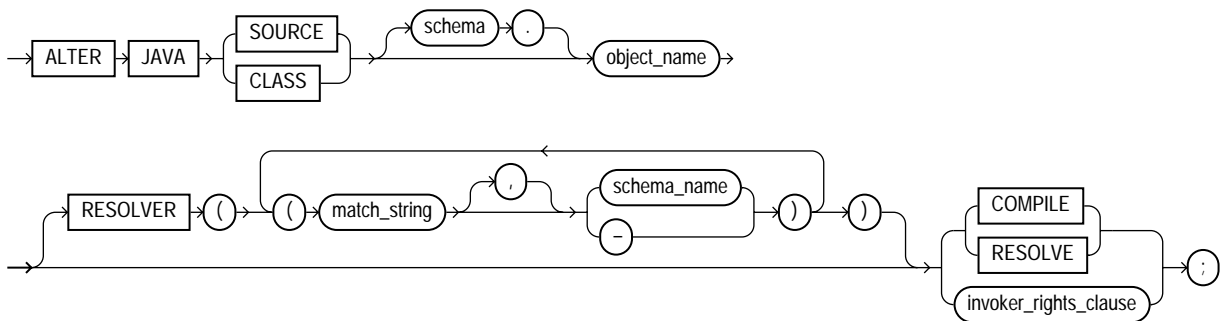 SOURCE schema .
ALTER JAVA object_name
CLASS
, schema_name COMPILE
RESOLVER ( ( match_string ) )
– RESOLVE
invoker_rights_clause ;